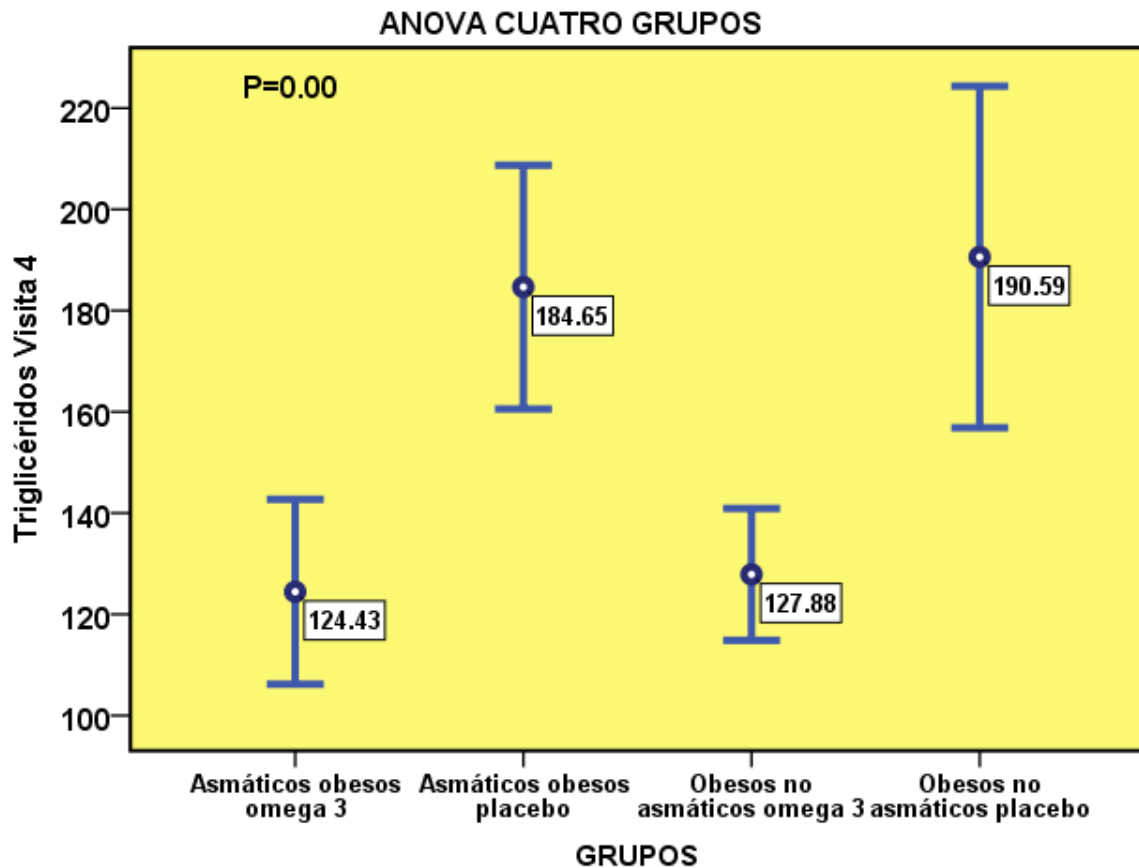 ANOVA CUATRO GRUPOS
P=0.00
Triglicéridos Visita 4
220
200
180
160
140
120
100
124.43
184.65
127.88
190.59
Asmáticos obesos
omega 3
Asmáticos obesos
placebo
Obesos no
asmáticos omega 3
Obesos no
asmáticos placebo
GRUPOS